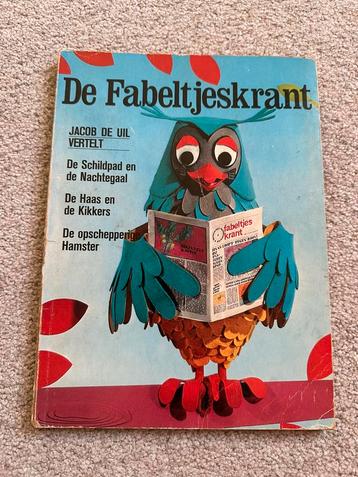 De Fabeltjeskrant
JACOB DE UIL
VERTELT
De Schildpad en
de Nachtegaal
De Haas en
de Kikkers
De opschepperige
Hamster
fabeltjes
krant